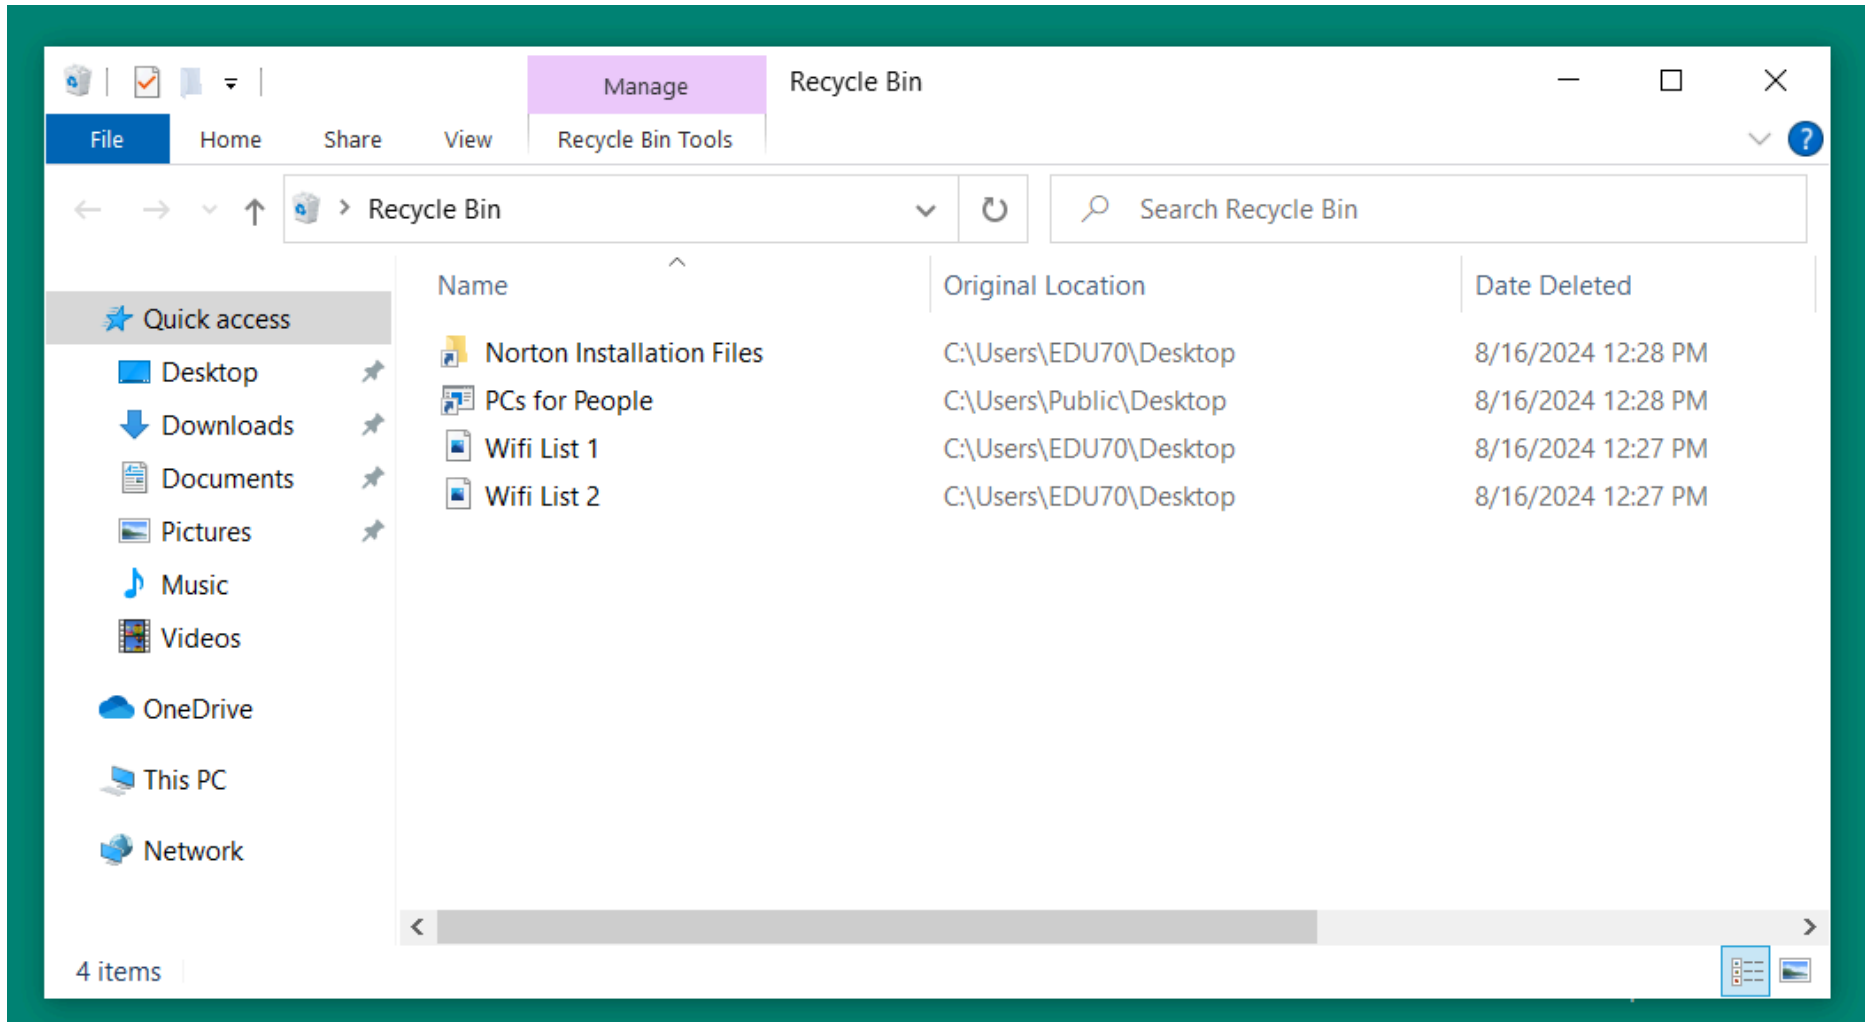 Manage
Recycle Bin
File
Home
Share
View
Recycle Bin Tools
?
Recycle Bin
Search Recycle Bin
Name
Original Location
Date Deleted
Quick access
Desktop
Downloads
Documents
Pictures
Music
Videos
OneDrive
This PC
Network
Norton Installation Files C:\Users\EDU70\Desktop 8/16/2024 12:28 PM
PCs for People C:\Users\Public\Desktop 8/16/2024 12:28 PM
Wifi List 1 C:\Users\EDU70\Desktop 8/16/2024 12:27 PM
Wifi List 2 C:\Users\EDU70\Desktop 8/16/2024 12:27 PM
4 items